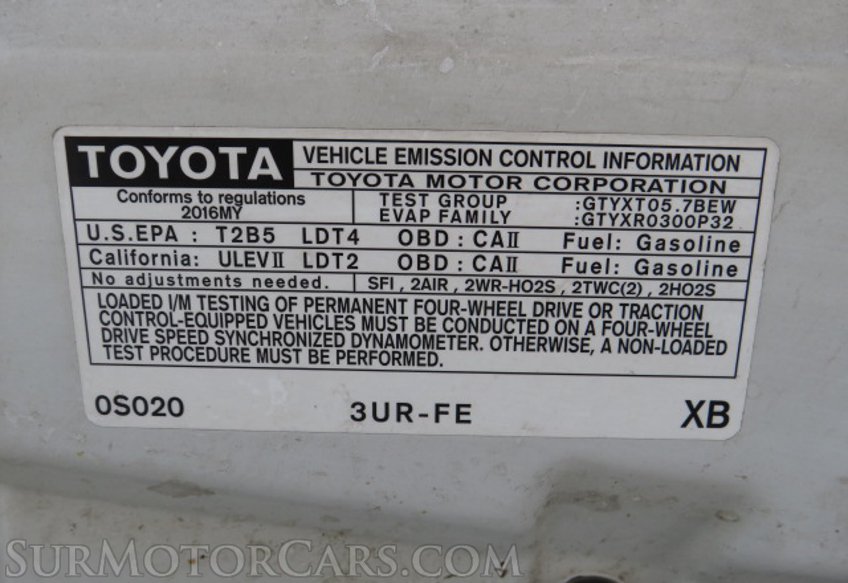 TOYOTA VEHICLE EMISSION CONTROL INFORMATION
TOYOTA MOTOR CORPORATION
Conforms to regulations
2016MY
TEST GROUP :GTYXT05.7BEW
EVAP FAMILY :GTYXR0300P32
U.S.EPA : T2B5 LDT4 OBD : CAII Fuel: Gasoline
California: ULEVII LDT2 OBD : CAII Fuel: Gasoline
No adjustments needed. SFI , 2AIR , 2WR-HO2S , 2TWC(2) , 2HO2S
LOADED I/M TESTING OF PERMANENT FOUR-WHEEL DRIVE OR TRACTION
CONTROL-EQUIPPED VEHICLES MUST BE CONDUCTED ON A FOUR-WHEEL
DRIVE SPEED SYNCHRONIZED DYNAMOMETER. OTHERWISE, A NON-LOADED
TEST PROCEDURE MUST BE PERFORMED.
0S020 3UR-FE XB
SURMOTORCARS.COM